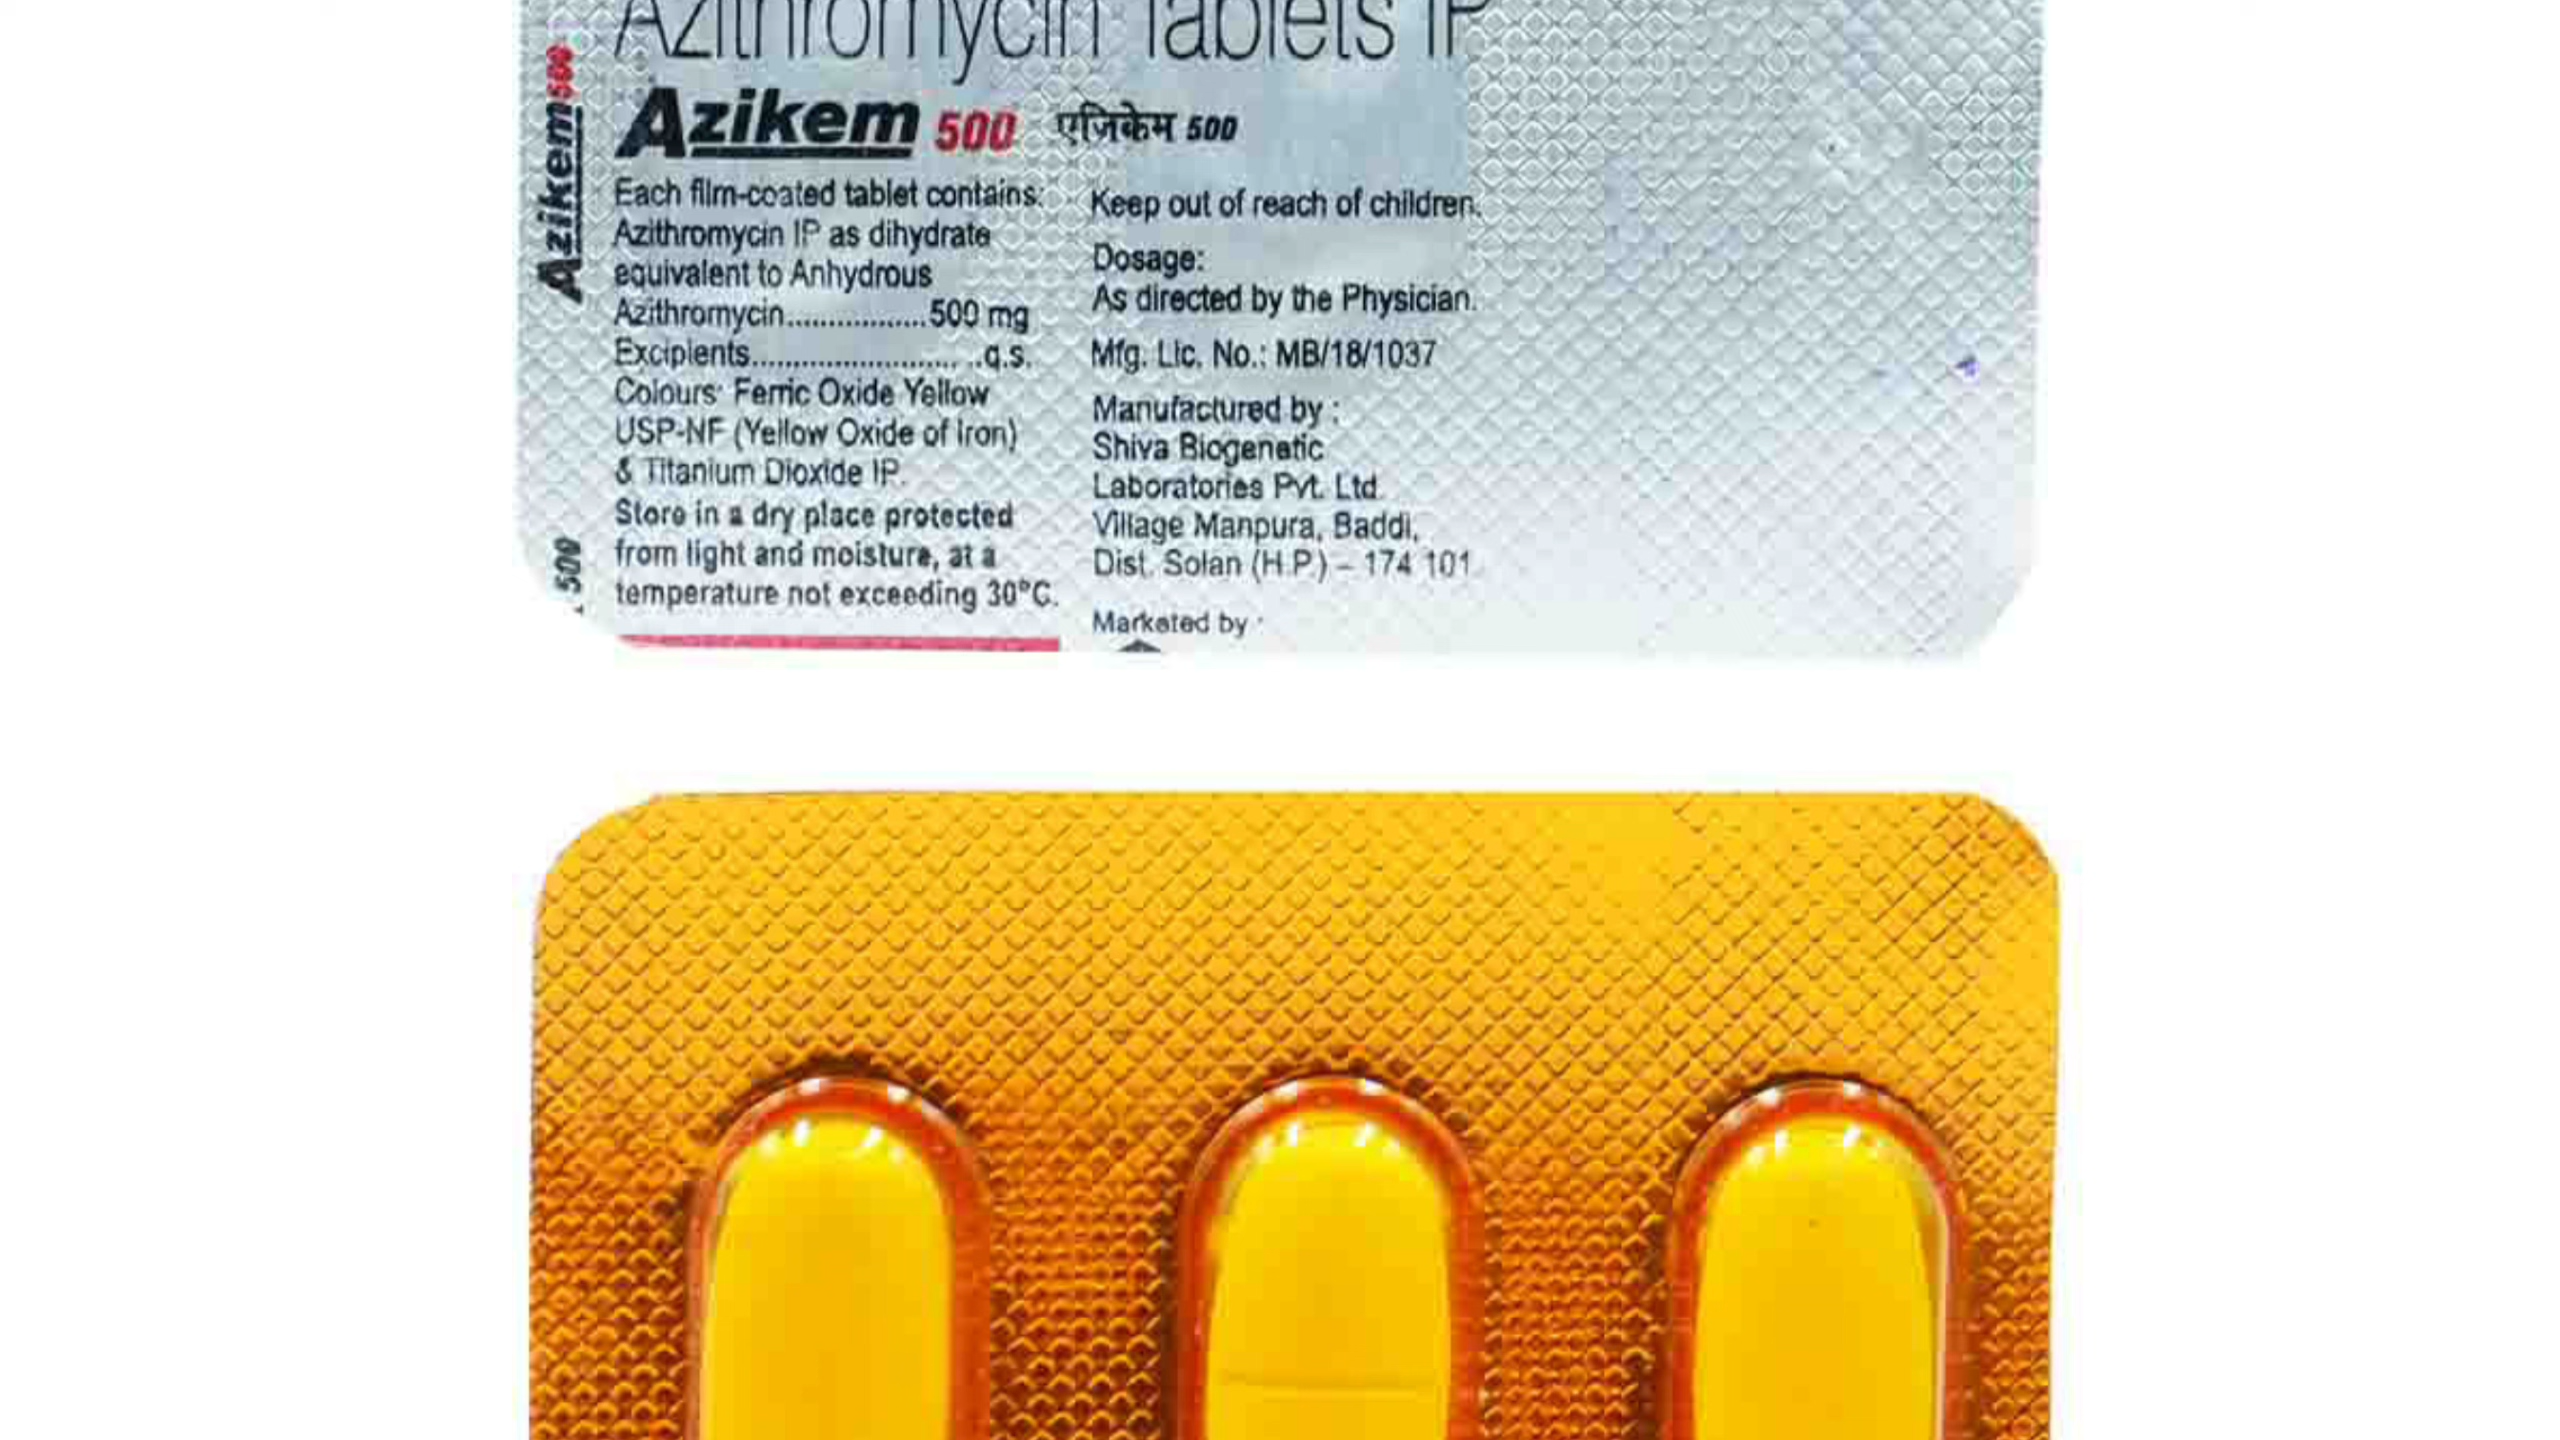 Azithromycin Tablets IP
Azikem 500 एजिकेम 500
Azikem 500
500
Each film-coated tablet contains:
Azithromycin IP as dihydrate
equivalent to Anhydrous
Azithromycin.................500 mg
Excipients.............................q.s.
Colours: Ferric Oxide Yellow
USP-NF (Yellow Oxide of Iron)
& Titanium Dioxide IP.
Store in a dry place protected
from light and moisture, at a
temperature not exceeding 30°C.
Keep out of reach of children.
Dosage:
As directed by the Physician.
Mfg. Lic. No.: MB/18/1037
Manufactured by :
Shiva Biogenetic
Laboratories Pvt. Ltd.
Village Manpura, Baddi,
Dist. Solan (H.P.) – 174 101.
Marketed by :